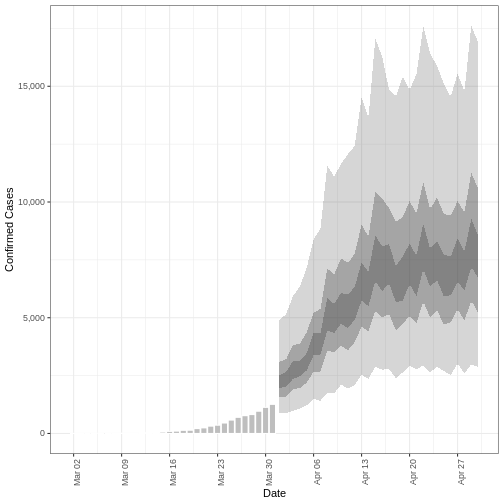 15,000
10,000
5,000
0
Confirmed Cases
Mar 02
Mar 09
Mar 16
Mar 23
Mar 30
Apr 06
Apr 13
Apr 20
Apr 27
Date